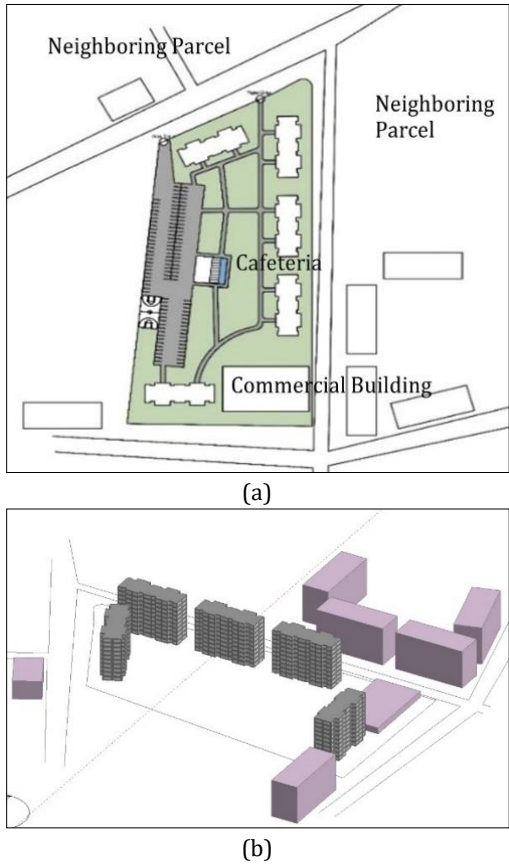 Neighboring Parcel
Neighboring
Parcel
Cafeteria
Commercial Building
(a)
(b)